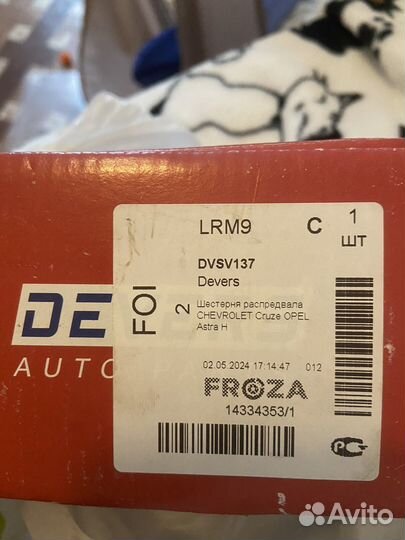 LRM9 C 1 ШТ
FOI
2
DVSV137
Devers
Шестерня распредвала
CHEVROLET Cruze OPEL
Astra H
02.05.2024 17:14:47 012
FROZA
14334353/1
DE
AUTO
Avito